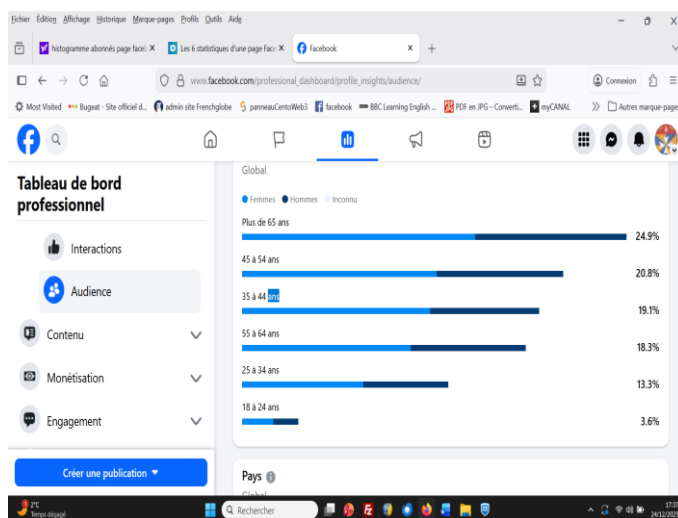 Fichier Édition Affichage Historique Marque-pages Profils Outils Aide
histogramme abonnés page faceb Les 6 statistiques d'une page Face Facebook
www.facebook.com/professional_dashboard/profile_insights/audience/ Connexion
Most Visited Bugeat - Site officiel d... admin site Frenchglobe panneauCentoWeb3 facebook BBC Learning English ... PDF en JPG - Converti... myCANAL Autres marque-pages
Tableau de bord
professionnel
Interactions
Audience
Contenu
Monétisation
Engagement
Créer une publication
Global
Femmes Hommes Inconnu
Plus de 65 ans
24.9%
45 à 54 ans
20.8%
35 à 44 ans
19.1%
55 à 64 ans
18.3%
25 à 34 ans
13.3%
18 à 24 ans
3.6%
Pays
2°C
Temps dégagé
Rechercher
17:37